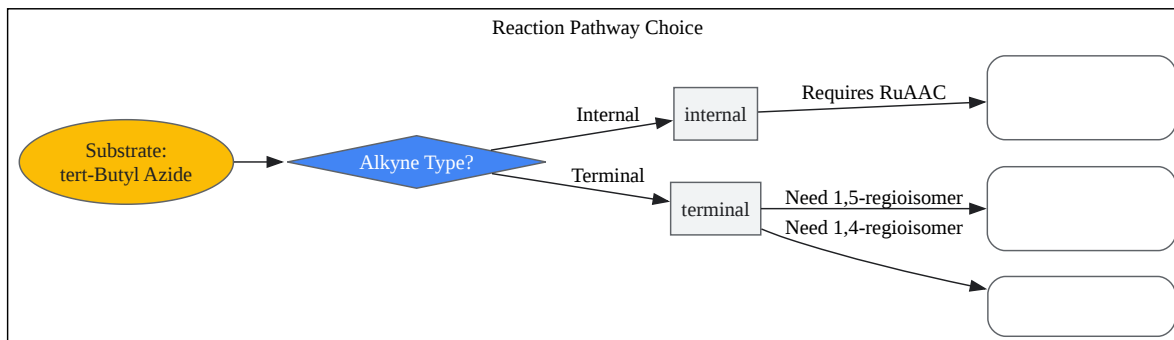 Reaction Pathway Choice
Substrate:
tert-Butyl Azide
Alkyne Type?
Internal
internal
Requires RuAAC
Terminal
terminal
Need 1,5-regioisomer
Need 1,4-regioisomer